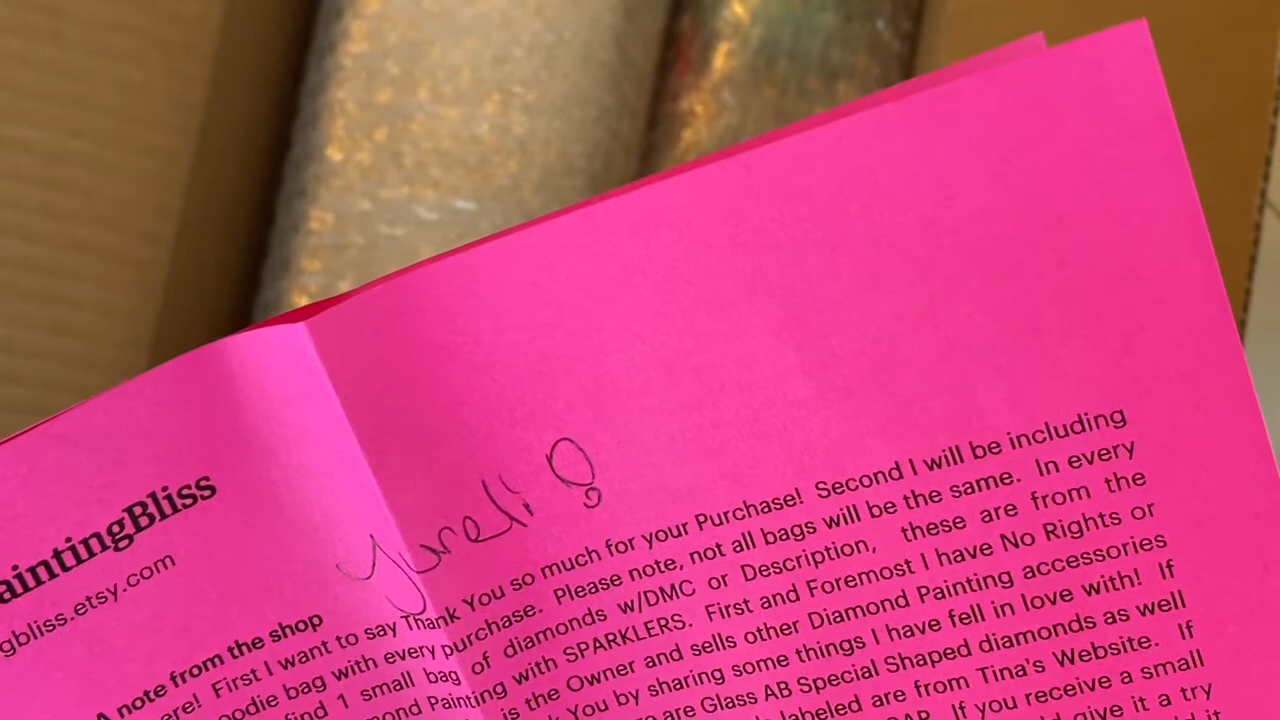 Yureli!
aintingBliss
gbliss.etsy.com
A note from the shop
ere! First I want to say Thank You so much for your Purchase! Second I will be including
oodie bag with every purchase. Please note, not all bags will be the same. In every
find 1 small bag of diamonds w/DMC or Description, these are from the
mond Painting with SPARKLERS. First and Foremost I have No Rights or
is the Owner and sells other Diamond Painting accessories
You by sharing some things I have fell in love with! If
are Glass AB Special Shaped diamonds as well
labeled are from Tina's Website. If
If you receive a small
give it a try